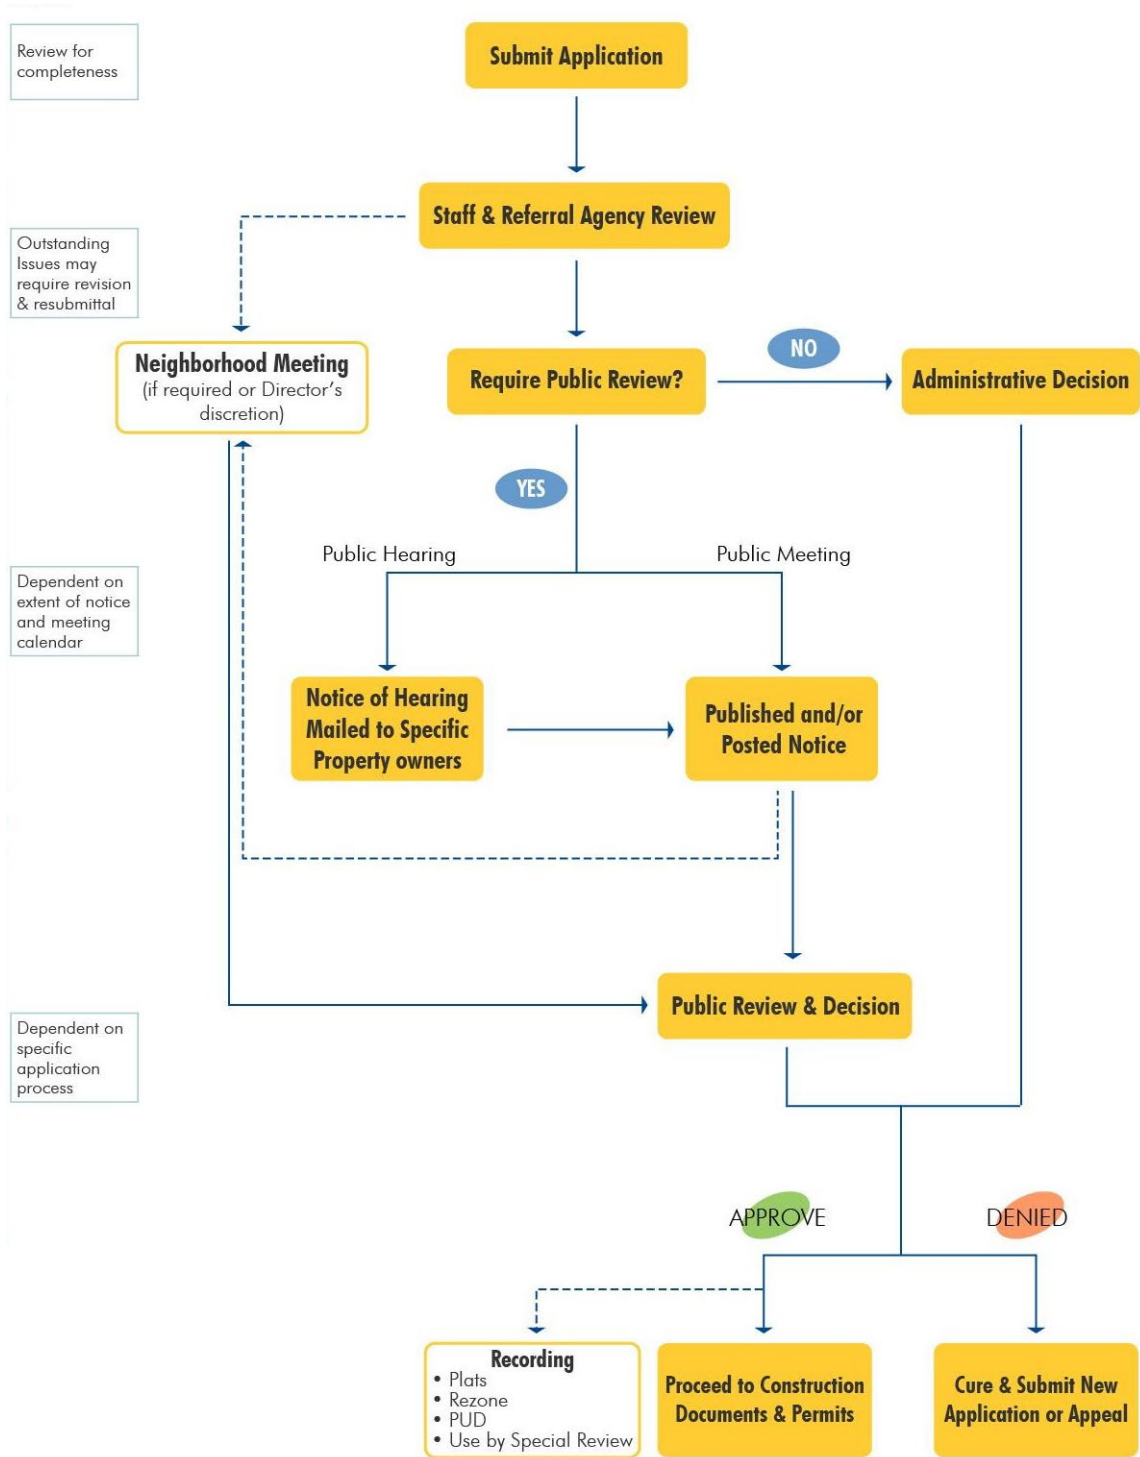 Review for
completeness
Submit Application
Staff & Referral Agency Review
Outstanding
Issues may
require revision
& resubmittal
Neighborhood Meeting
(if required or Director's
discretion)
Require Public Review?
NO
Administrative Decision
YES
Public Hearing
Public Meeting
Dependent on
extent of notice
and meeting
calendar
Notice of Hearing
Mailed to Specific
Property owners
Published and/or
Posted Notice
Public Review & Decision
Dependent on
specific
application
process
APPROVE
DENIED
Recording
• Plats
• Rezone
• PUD
• Use by Special Review
Proceed to Construction
Documents & Permits
Cure & Submit New
Application or Appeal